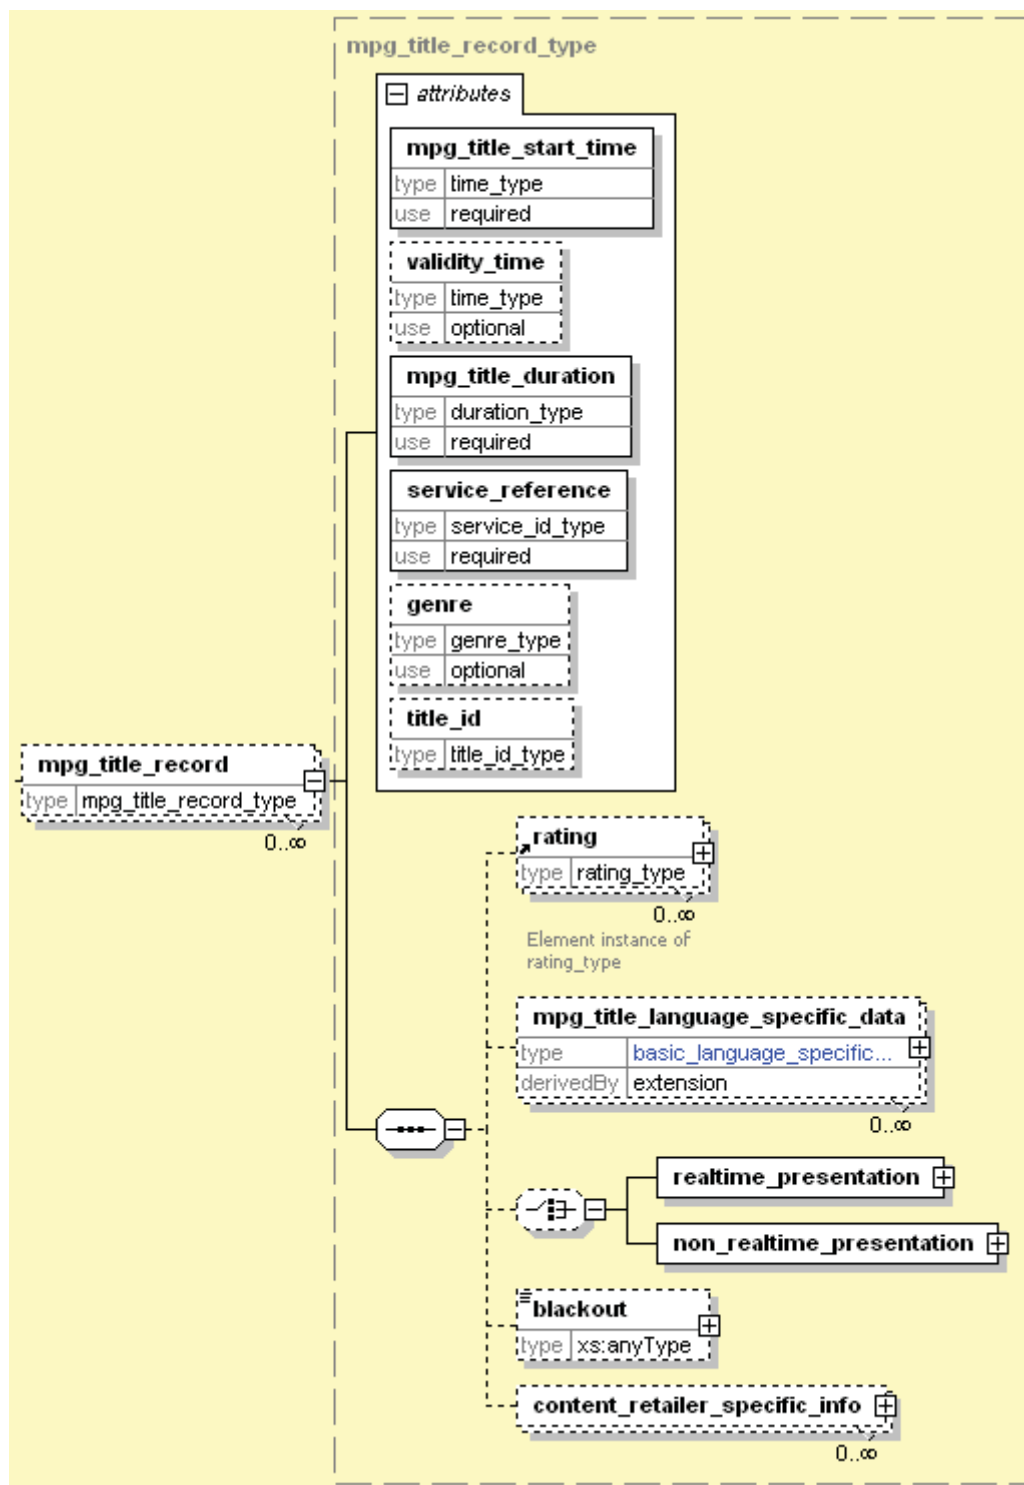 mpg_title_record_type
attributes
mpg_title_start_time
type time_type
use required
validity_time
type time_type
use optional
mpg_title_duration
type duration_type
use required
service_reference
type service_id_type
use required
genre
type genre_type
use optional
title_id
type title_id_type
mpg_title_record
type mpg_title_record_type
0..∞
rating
type rating_type
0..∞
Element instance of
rating_type
mpg_title_language_specific_data
type basic_language_specific...
derivedBy extension
0..∞
realtime_presentation
non_realtime_presentation
blackout
type xs:anyType
content_retailer_specific_info
0..∞